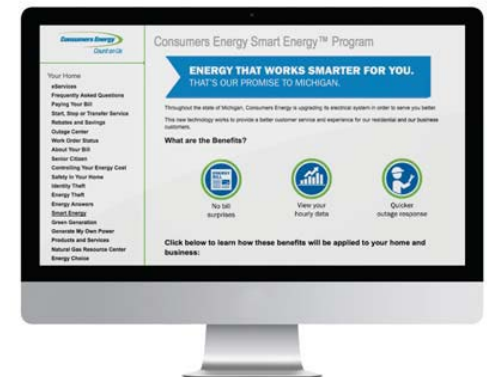 Consumers Energy
Count on Us
Your Home
eServices
Frequently Asked Questions
Paying Your Bill
Start, Stop or Transfer Service
Rebates and Savings
Outage Center
Work Order Status
About Your Bill
Senior Citizen
Controlling Your Energy Cost
Safety In Your Home
Identity Theft
Energy Theft
Energy Answers
Smart Energy
Green Generation
Generate My Own Power
Products and Services
Natural Gas Resource Center
Energy Choice
Consumers Energy Smart Energy™ Program
ENERGY THAT WORKS SMARTER FOR YOU.
THAT'S OUR PROMISE TO MICHIGAN.
Throughout the state of Michigan, Consumers Energy is upgrading its electrical system in order to serve you better.
This new technology works to provide a better customer service and experience for our residential and our business
customers.
What are the Benefits?
ENERGY
BILL
No bill
surprises
View your
hourly data
Quicker
outage response
Click below to learn how these benefits will be applied to your home and
business: